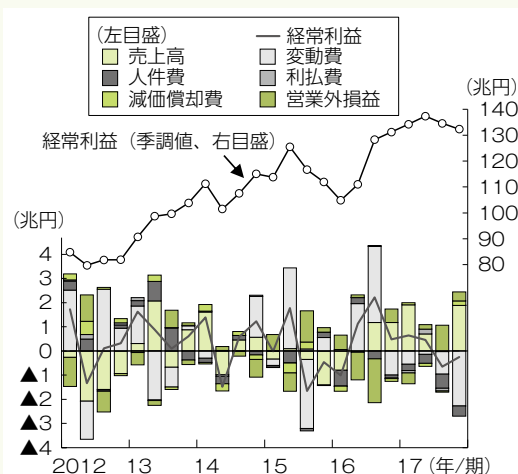 (左目盛)
経常利益
売上高
変動費
人件費
利払費
減価償却費
営業外損益
(兆円)
140
130
120
110
100
90
80
経常利益（季調値、右目盛）
(兆円)
4
3
2
1
0
▲1
▲2
▲3
▲4
2012 13 14 15 16 17 (年/期)